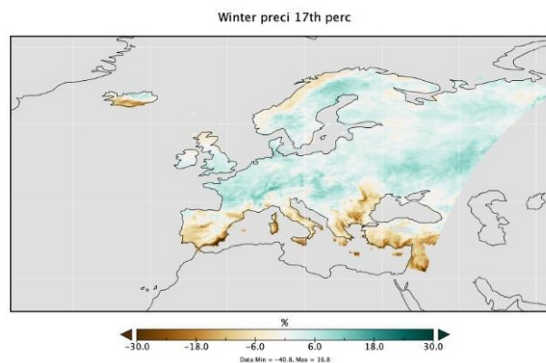 Winter preci 17th perc
%
-30.0 -18.0 -6.0 6.0 18.0 30.0
Data Min = -40.8, Max = 16.8